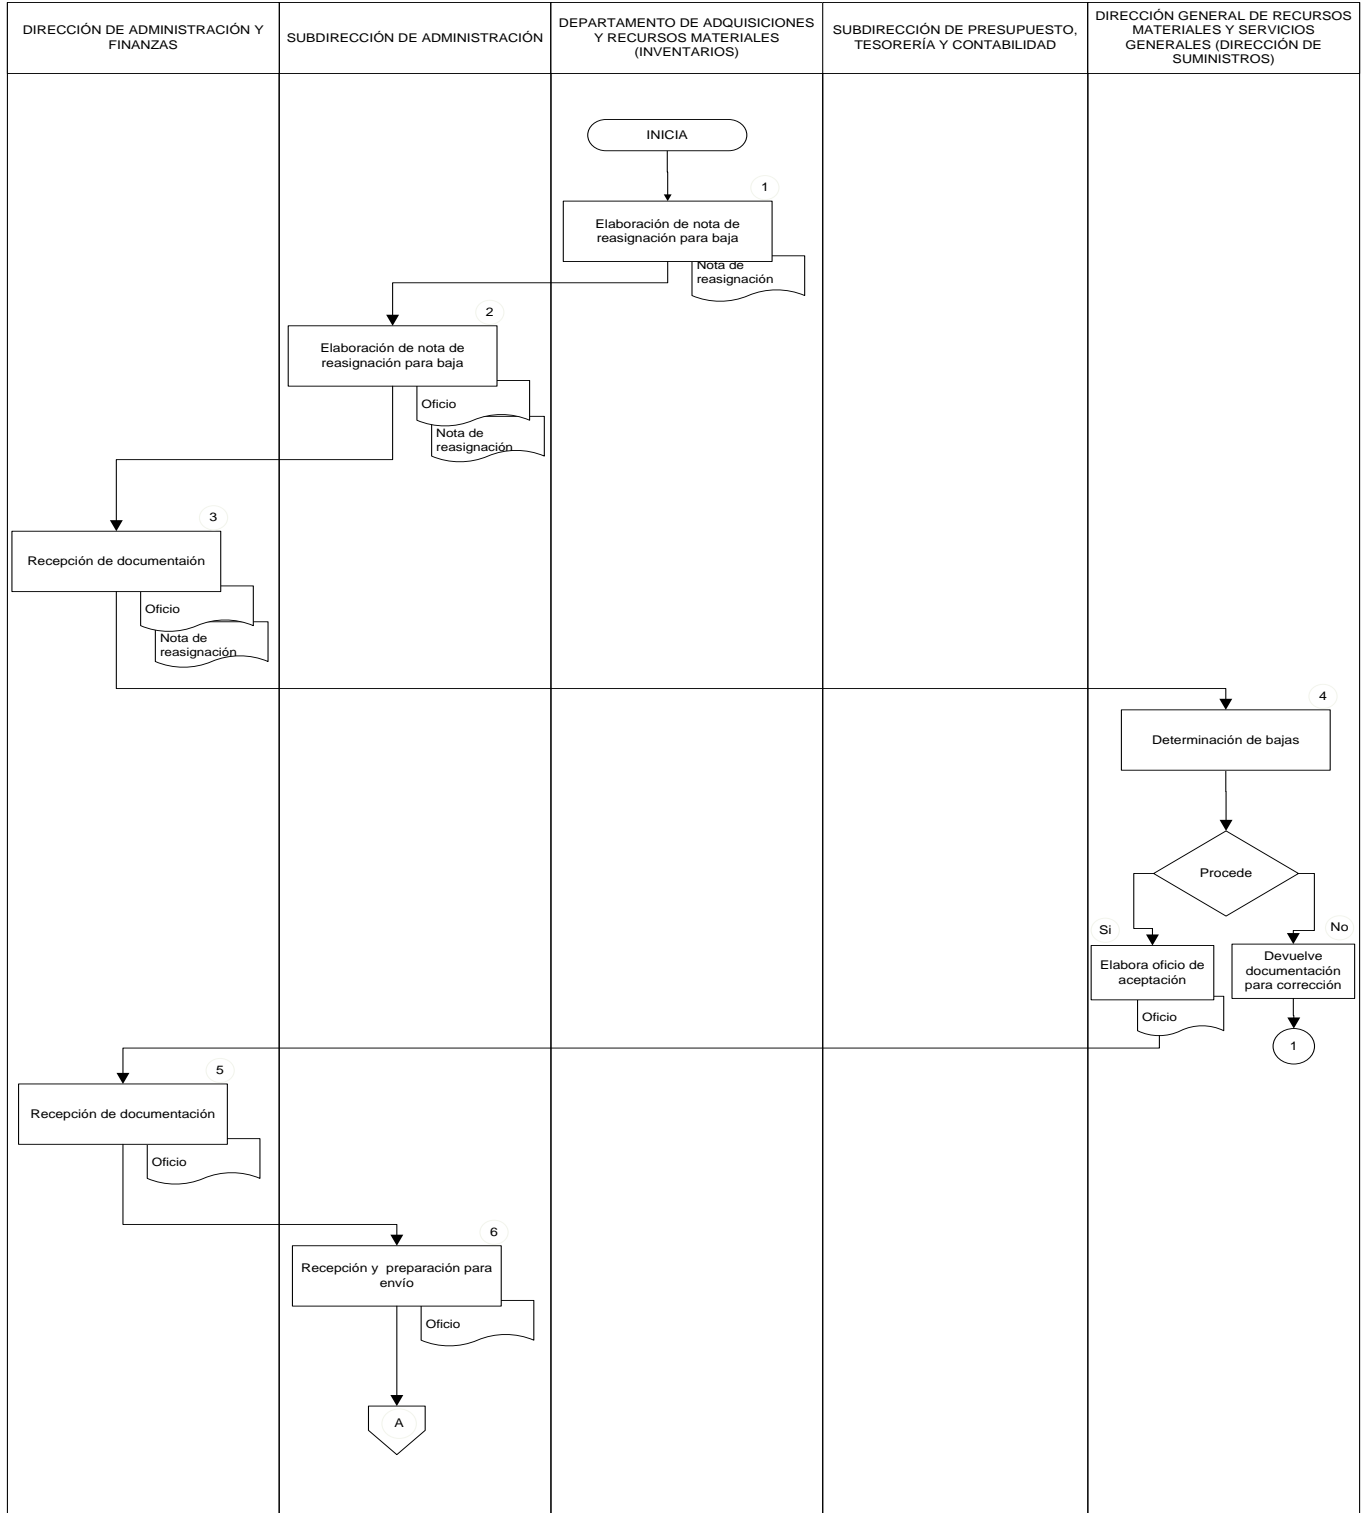 DIRECCIÓN DE ADMINISTRACIÓN Y
FINANZAS
SUBDIRECCIÓN DE ADMINISTRACIÓN
DEPARTAMENTO DE ADQUISICIONES
Y RECURSOS MATERIALES
(INVENTARIOS)
SUBDIRECCIÓN DE PRESUPUESTO,
TESORERÍA Y CONTABILIDAD
DIRECCIÓN GENERAL DE RECURSOS
MATERIALES Y SERVICIOS
GENERALES (DIRECCIÓN DE
SUMINISTROS)
INICIA
1
Elaboración de nota de
reasignación para baja
Nota de
reasignación
2
Elaboración de nota de
reasignación para baja
Oficio
Nota de
reasignación
3
Recepción de documentaión
Oficio
Nota de
reasignación
4
Determinación de bajas
Procede
Si
No
Elabora oficio de
aceptación
Oficio
Devuelve
documentación
para corrección
1
5
Recepción de documentación
Oficio
6
Recepción y  preparación para
envío
Oficio
A